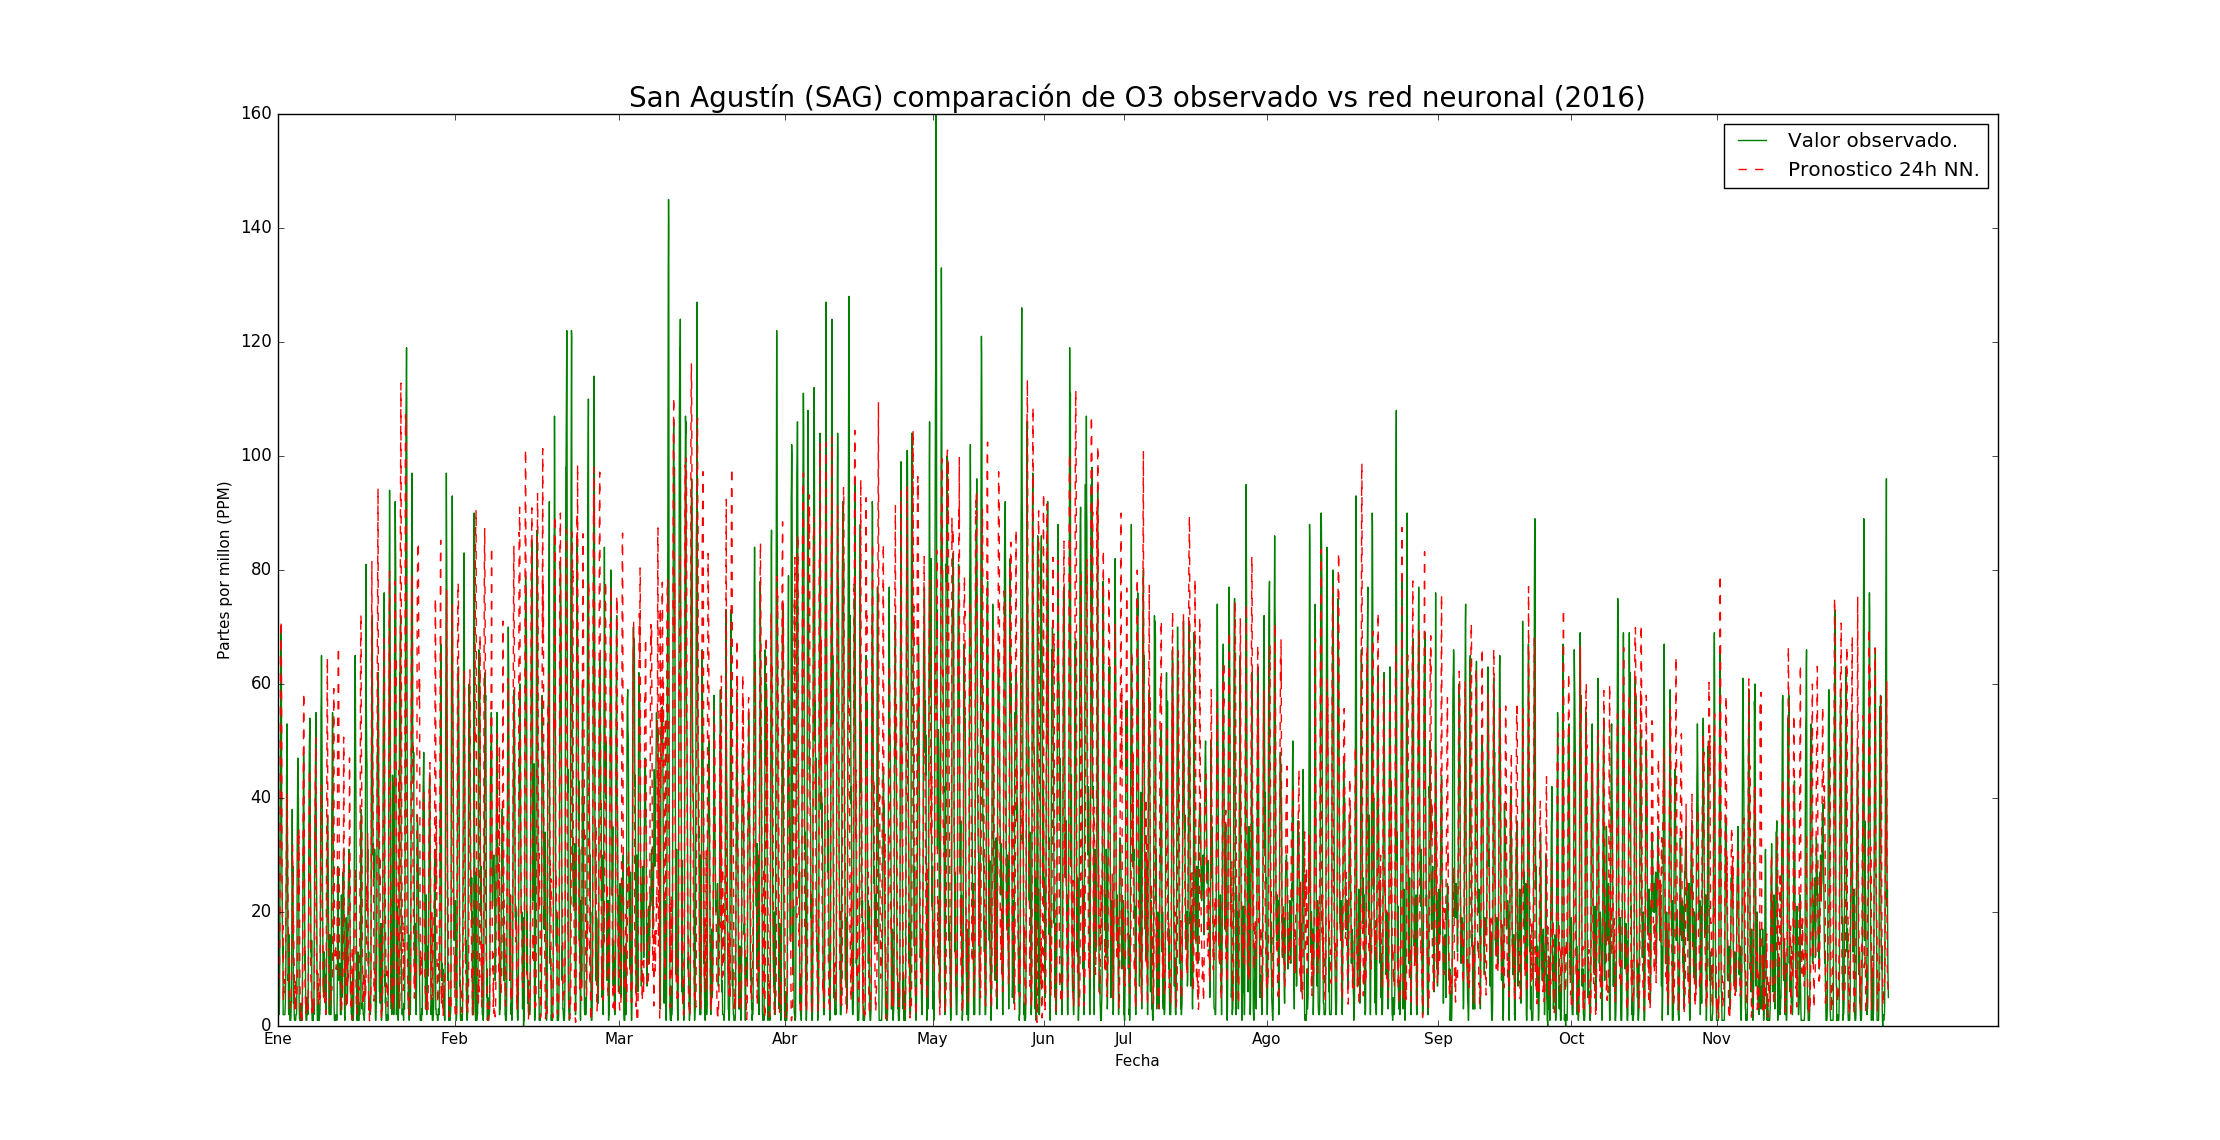 San Agustín (SAG) comparación de O3 observado vs red neuronal (2016)
Valor observado.
Pronostico 24h NN.
160
140
120
100
80
60
40
20
0
Partes por millon (PPM)
Ene Feb Mar Abr May Jun Jul Ago Sep Oct Nov
Fecha